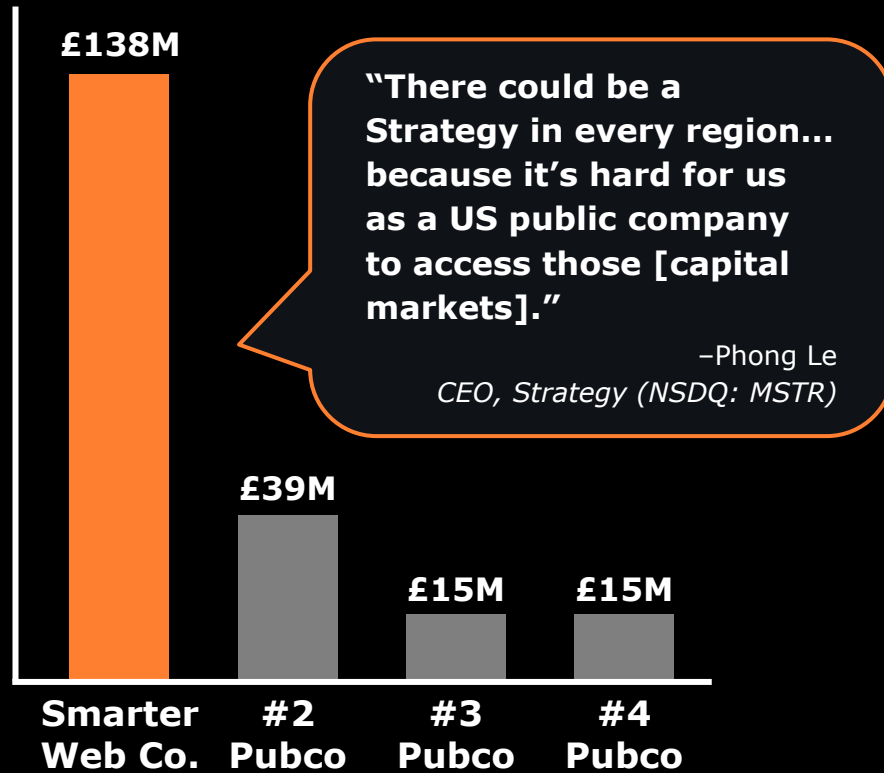 £138M
“There could be a
Strategy in every region...
because it’s hard for us
as a US public company
to access those [capital
markets].”
–Phong Le
CEO, Strategy (NSDQ: MSTR)
£39M
£15M
£15M
Smarter
Web Co.
#2
Pubco
#3
Pubco
#4
Pubco